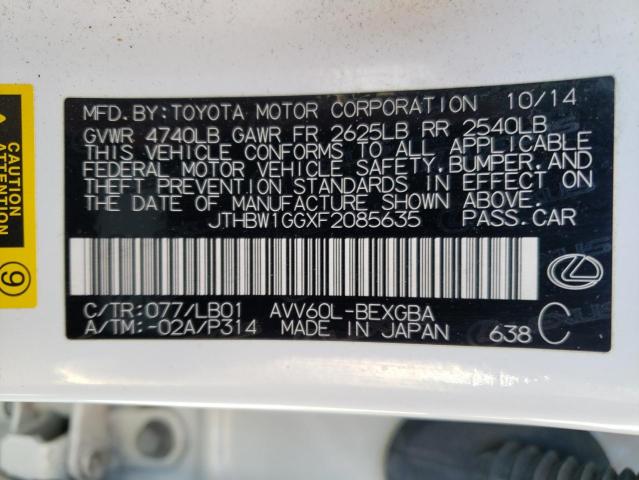 MFD.BY:TOYOTA MOTOR CORPORATION 10/14
GVWR 4740LB GAWR FR 2625LB RR 2540LB
THIS VEHICLE CONFORMS TO ALL APPLICABLE
FEDERAL MOTOR VEHICLE SAFETY,BUMPER,AND
THEFT PREVENTION STANDARDS IN EFFECT ON
THE DATE OF MANUFACTURE SHOWN ABOVE.
JTHBW1GGXF2085635 PASS.CAR
C/TR:077/LB01 AVV60L-BEXGBA
A/TM:-02A/P314 MADE IN JAPAN 638 C
CAUTION
ATTENTION
9